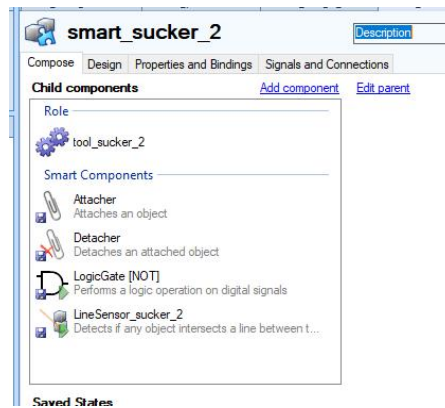 smart_sucker_2
Description
Compose Design Properties and Bindings Signals and Connections
Child components Add component Edit parent
Role
tool_sucker_2
Smart Components
Attacher
Attaches an object
Detacher
Detaches an attached object
LogicGate [NOT]
Performs a logic operation on digital signals
LineSensor_sucker_2
Detects if any object intersects a line between t...
Saved States